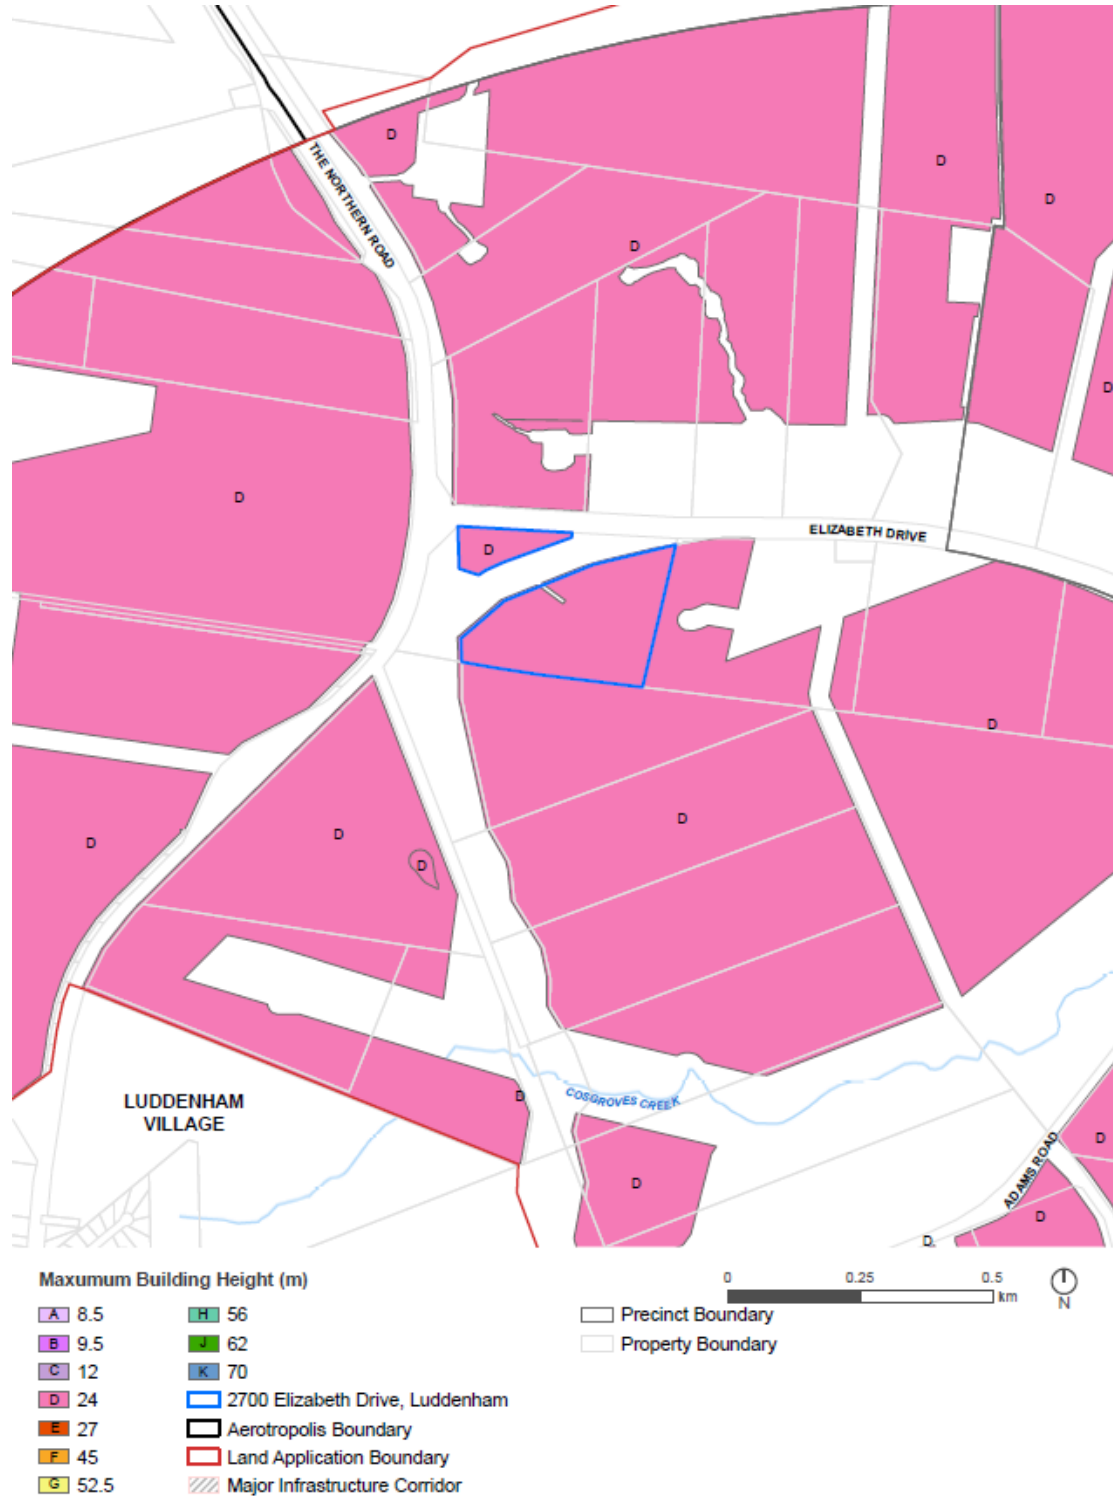 D
THE NORTHERN ROAD
D
D
D
D
D
D
ELIZABETH DRIVE
D
D
D
D
D
D
D
COSGROVES CREEK
LUDDENHAM
VILLAGE
D
D
ADAMS ROAD
D
D
Maxumum Building Height (m)
A 8.5
B 9.5
C 12
D 24
E 27
F 45
G 52.5
H 56
J 62
K 70
2700 Elizabeth Drive, Luddenham
Aerotropolis Boundary
Land Application Boundary
Major Infrastructure Corridor
0 0.25 0.5
km
N
Precinct Boundary
Property Boundary